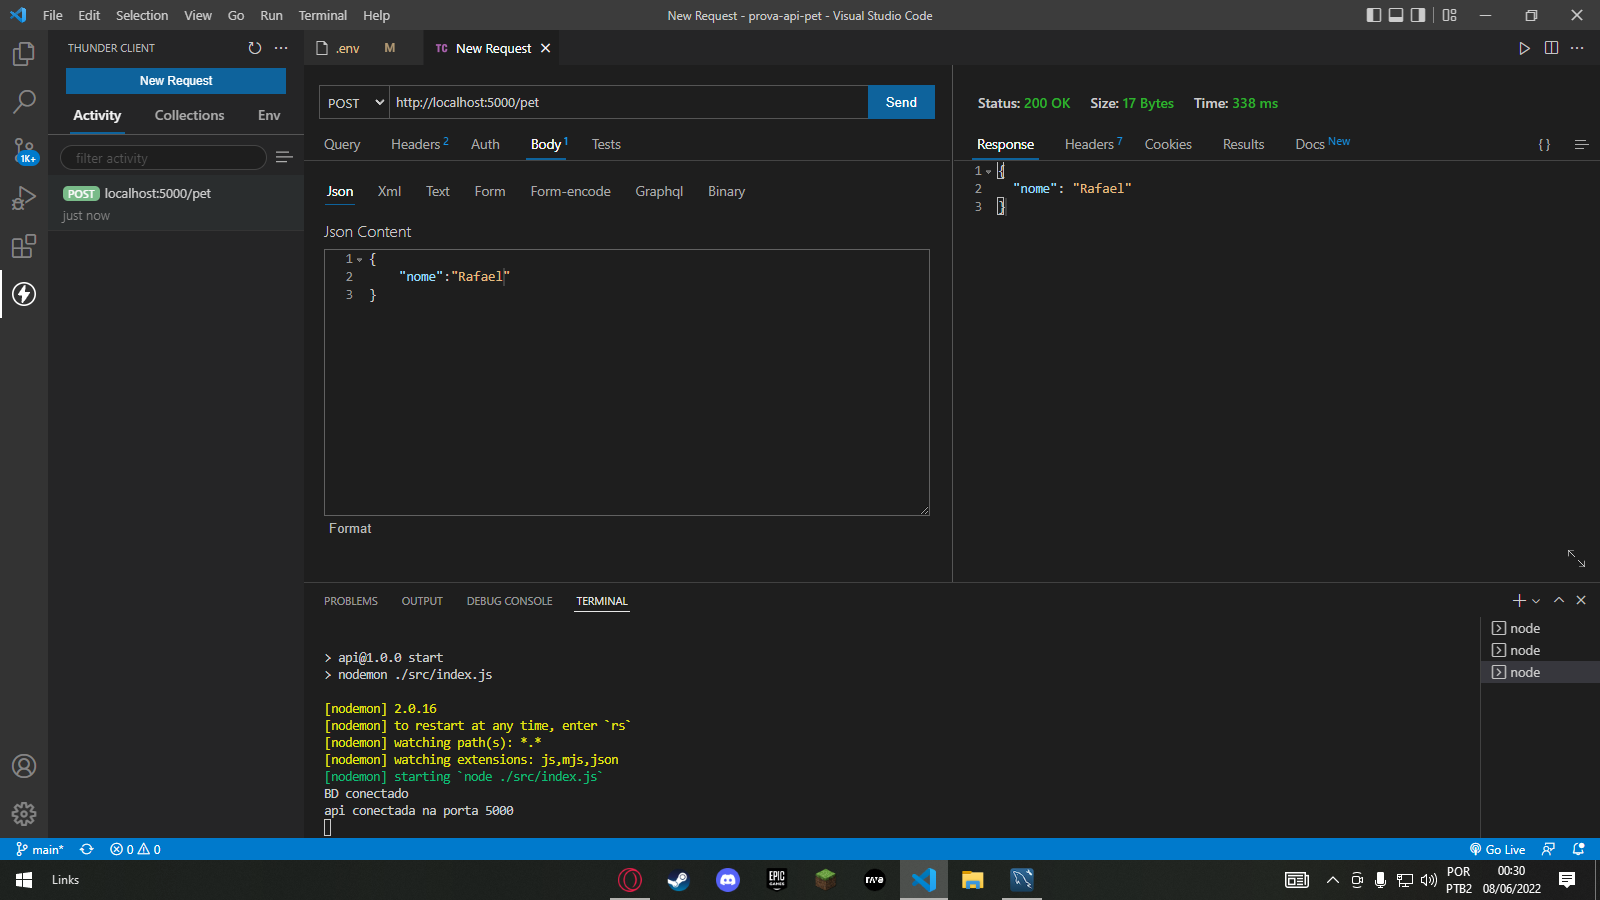 File Edit Selection View Go Run Terminal Help
New Request - prova-api-pet - Visual Studio Code
THUNDER CLIENT
New Request
Activity Collections Env
filter activity
POST localhost:5000/pet
just now
1K+
.env M
TC New Request
POST http://localhost:5000/pet Send
Query Headers 2 Auth Body 1 Tests
Json Xml Text Form Form-encode Graphql Binary
Json Content
1 {
2 "nome":"Rafael"
3 }
Format
Status: 200 OK Size: 17 Bytes Time: 338 ms
Response Headers 7 Cookies Results Docs New
{ }
1 {
2 "nome": "Rafael"
3 }
PROBLEMS OUTPUT DEBUG CONSOLE TERMINAL
> api@1.0.0 start
> nodemon ./src/index.js
[nodemon] 2.0.16
[nodemon] to restart at any time, enter `rs`
[nodemon] watching path(s): *.*
[nodemon] watching extensions: js,mjs,json
[nodemon] starting `node ./src/index.js`
BD conectado
api conectada na porta 5000
node
node
node
main* 0 0 Go Live
Links
EPIC GAMES
POR
PTB2
00:30
08/06/2022